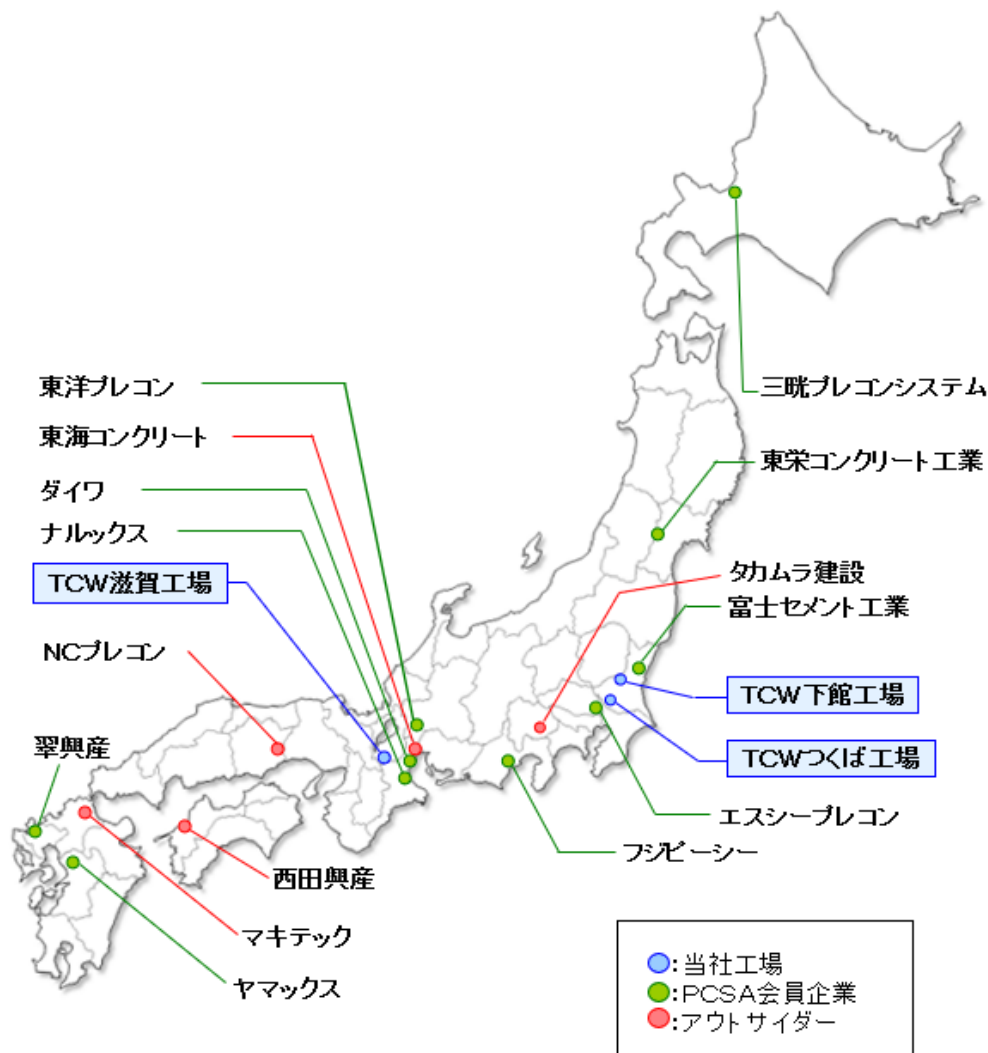 三晄プレコンシステム
東洋プレコン
東海コンクリート
東栄コンクリート工業
ダイワ
ナルックス
タカムラ建設
TCW滋賀工場
富士セメント工業
NCプレコン
TCW下館工場
翠興産
TCWつくば工場
エスシープレコン
フジピーシー
西田興産
マキテック
ヤマックス
●:当社工場
●:PCSA会員企業
●:アウトサイダー